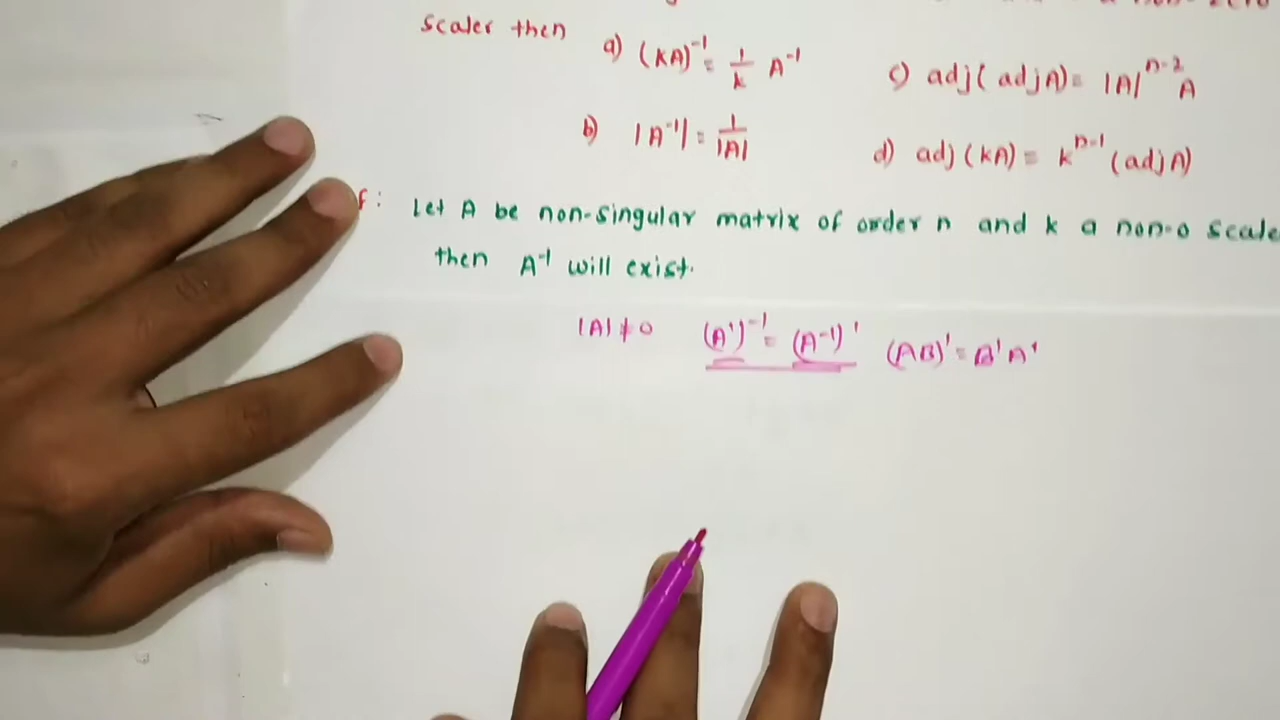 scaler then
a) (kA)⁻¹ = 1/k A⁻¹
c) adj( adjA) = |A|ⁿ⁻² A
b) |A⁻¹| = 1/|A|
d) adj (kA) = kⁿ⁻¹ (adjA)
f: Let A be non-singular matrix of order n and k a non-0 scale
then A⁻¹ will exist.
|A| ≠ 0 (A')⁻¹ = (A⁻¹)' (AB)' = B'A'